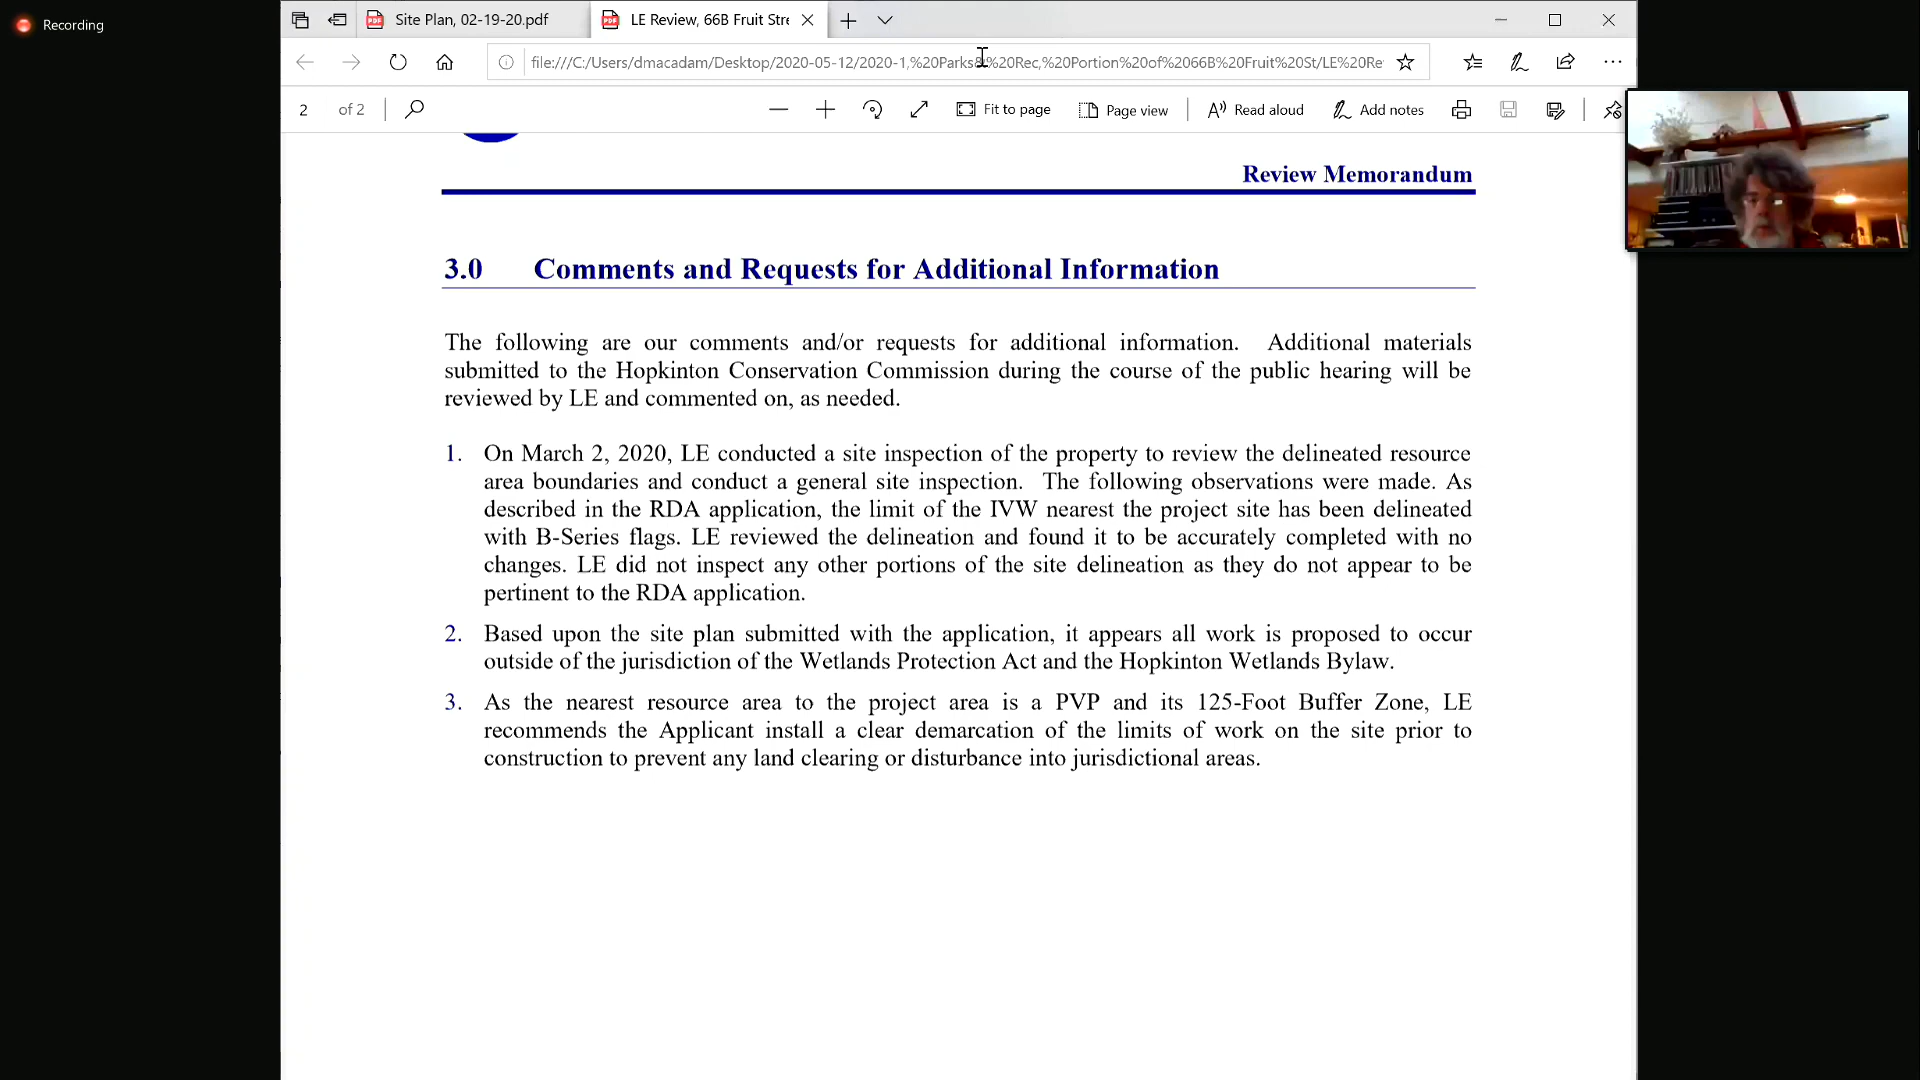 Recording
Site Plan, 02-19-20.pdf
LE Review, 66B Fruit Stre
file:///C:/Users/dmacadam/Desktop/2020-05-12/2020-1,%20Parks&%20Rec,%20Portion%20of%2066B%20Fruit%20St/LE%20Re
2 of 2
Fit to page
Page view
Read aloud
Add notes
Review Memorandum
3.0 Comments and Requests for Additional Information
The following are our comments and/or requests for additional information. Additional materials
submitted to the Hopkinton Conservation Commission during the course of the public hearing will be
reviewed by LE and commented on, as needed.
1. On March 2, 2020, LE conducted a site inspection of the property to review the delineated resource
area boundaries and conduct a general site inspection. The following observations were made. As
described in the RDA application, the limit of the IVW nearest the project site has been delineated
with B-Series flags. LE reviewed the delineation and found it to be accurately completed with no
changes. LE did not inspect any other portions of the site delineation as they do not appear to be
pertinent to the RDA application.
2. Based upon the site plan submitted with the application, it appears all work is proposed to occur
outside of the jurisdiction of the Wetlands Protection Act and the Hopkinton Wetlands Bylaw.
3. As the nearest resource area to the project area is a PVP and its 125-Foot Buffer Zone, LE
recommends the Applicant install a clear demarcation of the limits of work on the site prior to
construction to prevent any land clearing or disturbance into jurisdictional areas.